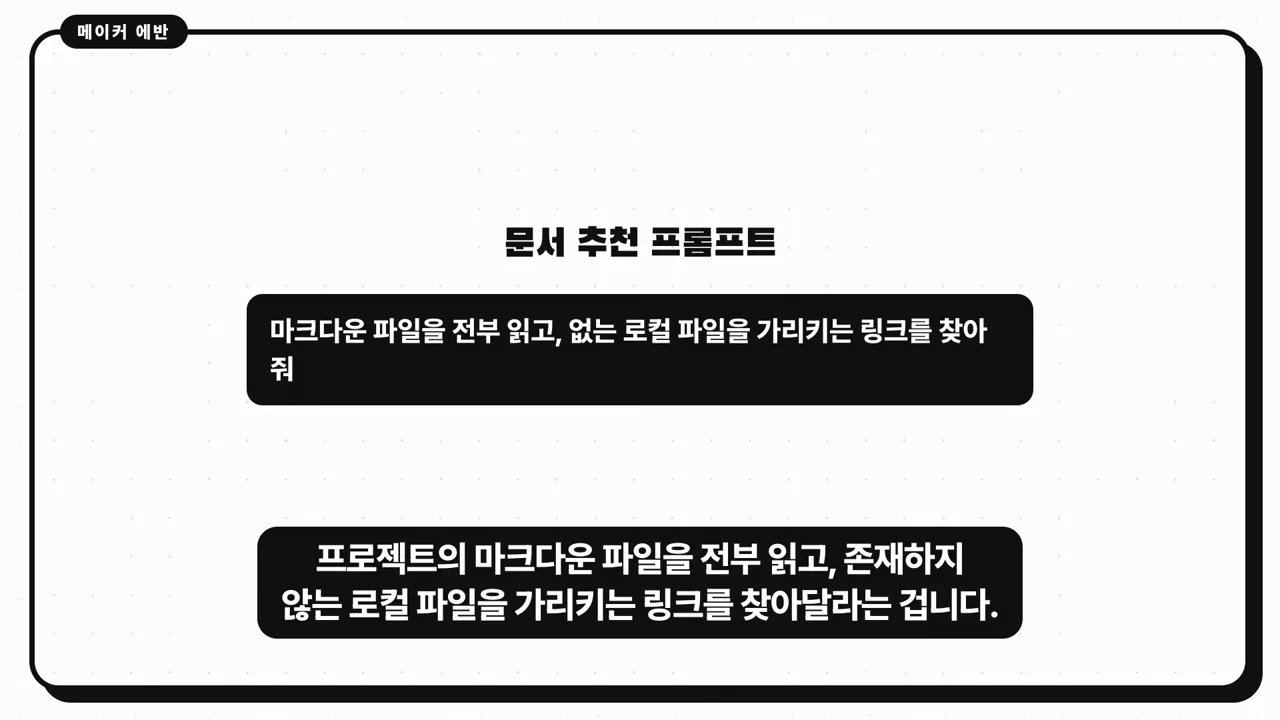 메이커 에반
문서 추천 프롬프트
마크다운 파일을 전부 읽고, 없는 로컬 파일을 가리키는 링크를 찾아
줘
프로젝트의 마크다운 파일을 전부 읽고, 존재하지
않는 로컬 파일을 가리키는 링크를 찾아달라는 겁니다.